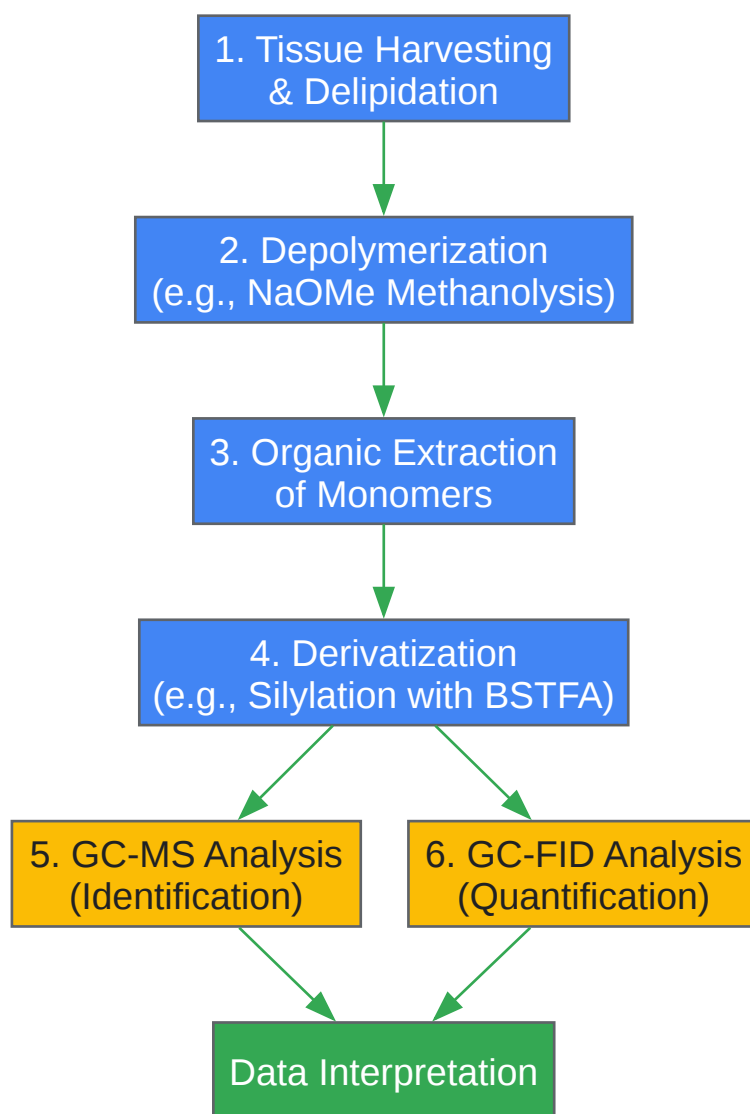 1. Tissue Harvesting
& Delipidation
2. Depolymerization
(e.g., NaOMe Methanolysis)
3. Organic Extraction
of Monomers
4. Derivatization
(e.g., Silylation with BSTFA)
5. GC-MS Analysis
(Identification)
6. GC-FID Analysis
(Quantification)
Data Interpretation